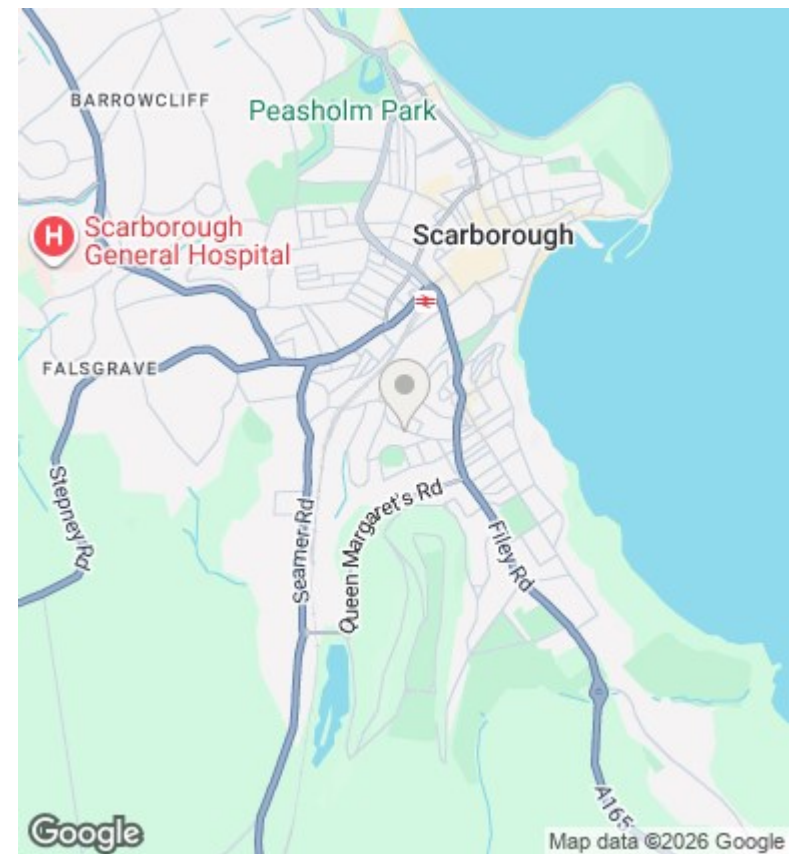 BARROWCLIFF
Peasholm Park
H
Scarborough
General Hospital
Scarborough
FALSGRAVE
Stepney Rd
Seamer Rd
Queen Margaret's Rd
Filey Rd
A165
Google
Map data ©2026 Google